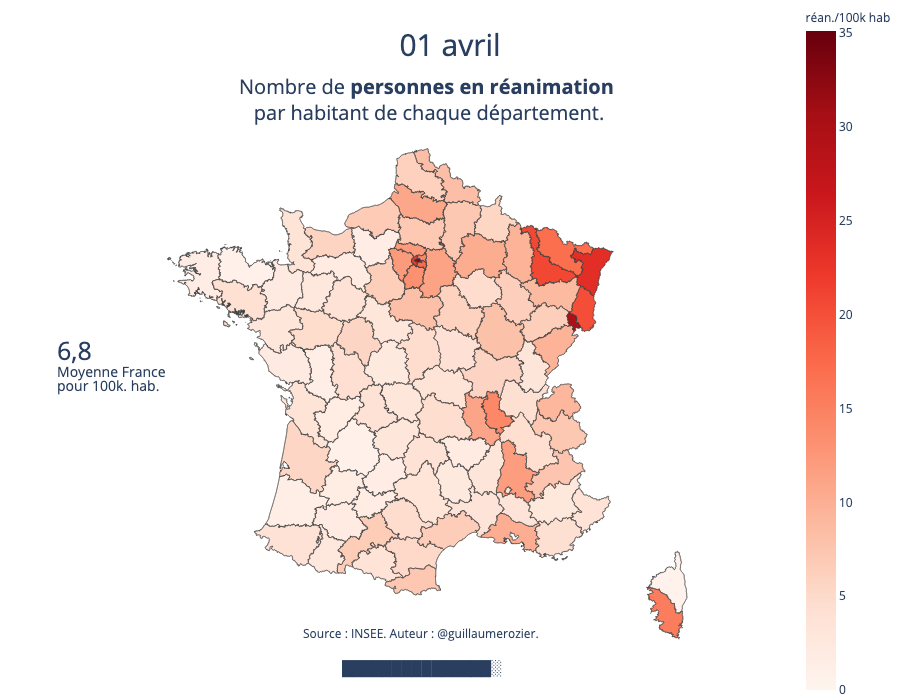 01 avril
Nombre de personnes en réanimation
par habitant de chaque département.
réan./100k hab
35
30
25
20
15
10
5
0
6,8
Moyenne France
pour 100k. hab.
Source : INSEE. Auteur : @guillaumerozier.